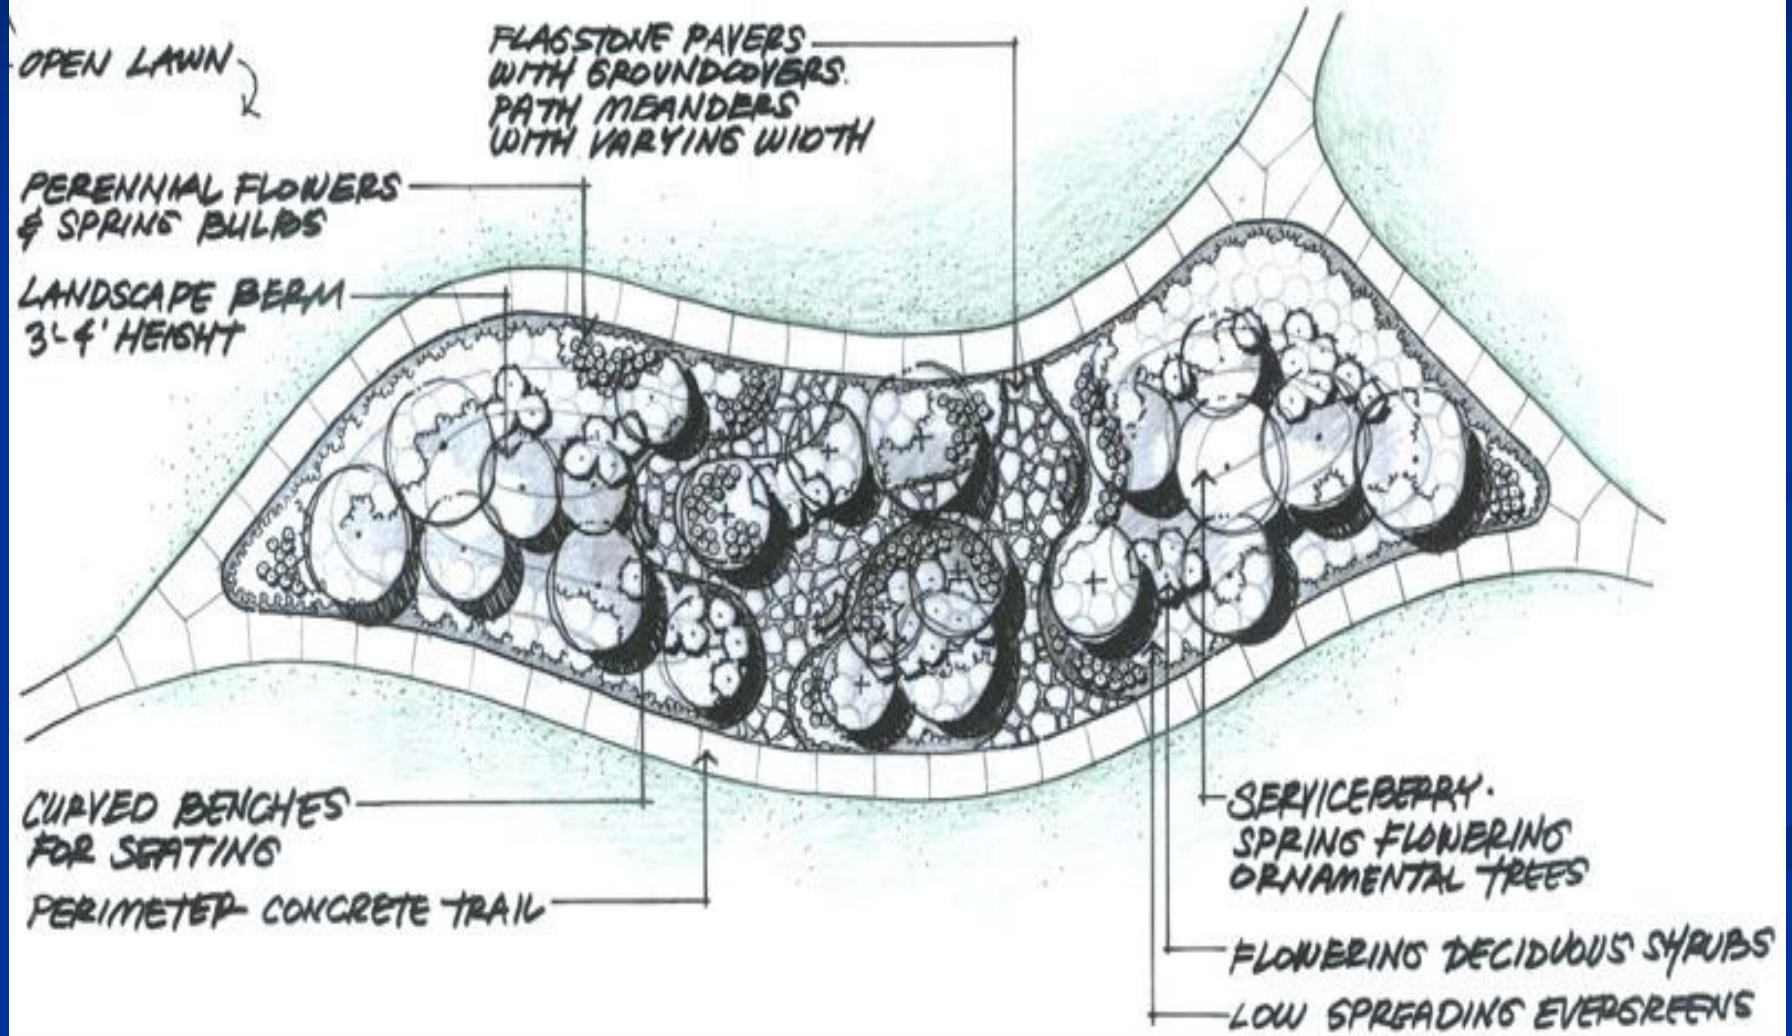 OPEN LAWN
FLAGSTONE PAVERS
WITH GROUNDCOVERS.
PATH MEANDERS
WITH VARYING WIDTH
PERENNIAL FLOWERS
& SPRING BULBS
LANDSCAPE BERM
3'-4' HEIGHT
CURVED BENCHES
FOR SEATING
PERIMETER CONCRETE TRAIL
SERVICEBERRY.
SPRING FLOWERING
ORNAMENTAL TREES
FLOWERING DECIDUOUS SHRUBS
LOW SPREADING EVERGREENS